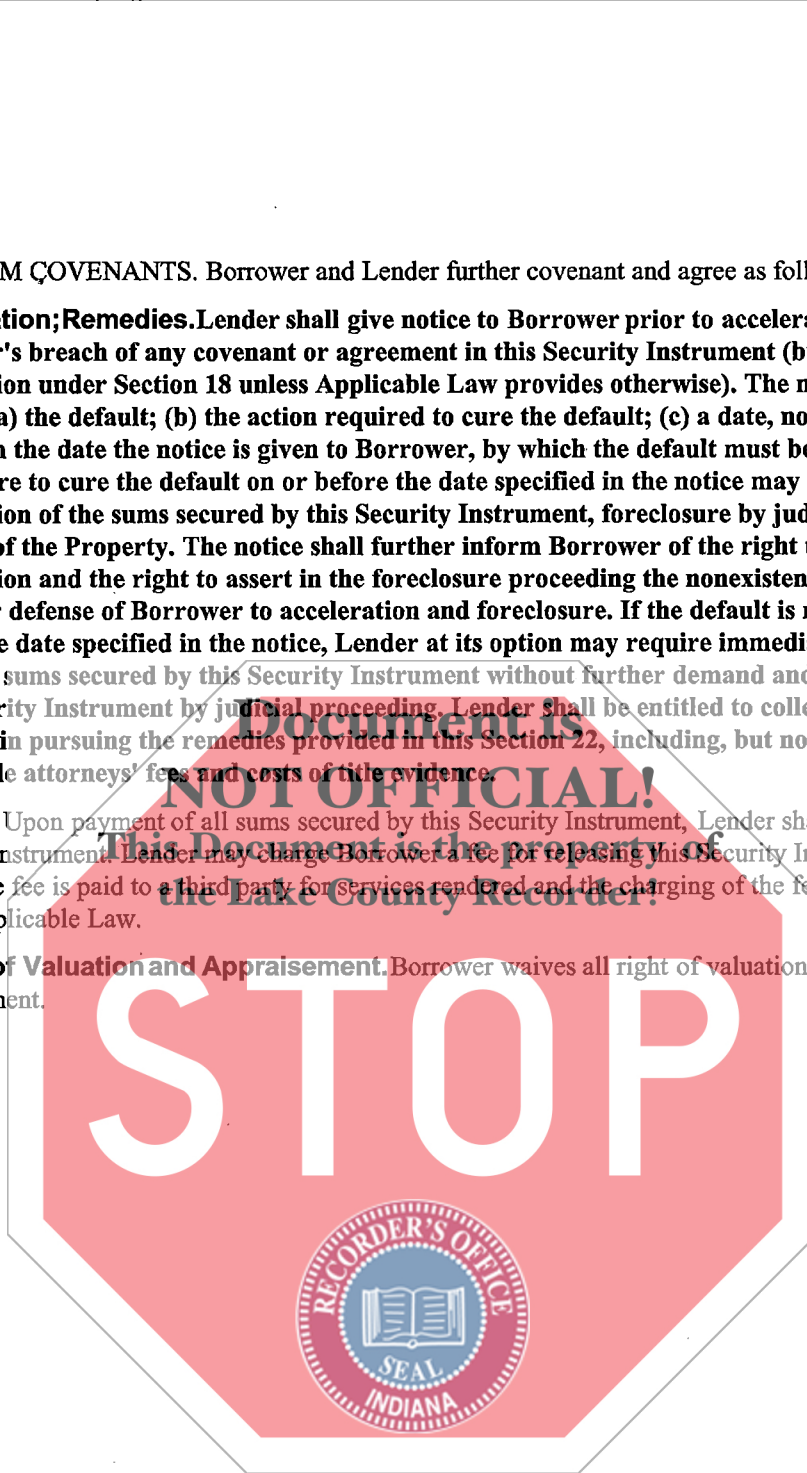 M COVENANTS. Borrower and Lender further covenant and agree as foll
tion; Remedies. Lender shall give notice to Borrower prior to accelera
r's breach of any covenant or agreement in this Security Instrument (b
ion under Section 18 unless Applicable Law provides otherwise). The n
a) the default; (b) the action required to cure the default; (c) a date, no
n the date the notice is given to Borrower, by which the default must be
re to cure the default on or before the date specified in the notice may
ion of the sums secured by this Security Instrument, foreclosure by jud
of the Property. The notice shall further inform Borrower of the right t
ion and the right to assert in the foreclosure proceeding the nonexisten
r defense of Borrower to acceleration and foreclosure. If the default is n
e date specified in the notice, Lender at its option may require immedi
sums secured by this Security Instrument without further demand and
rity Instrument by judicial proceeding. Lender shall be entitled to colle
in pursuing the remedies provided in this Section 22, including, but no
le attorneys' fees and costs of title evidence.
Upon payment of all sums secured by this Security Instrument, Lender sh
nstrument. Lender may charge Borrower a fee for releasing this Security In
e fee is paid to a third party for services rendered and the charging of the fe
plicable Law.
of Valuation and Appraisement. Borrower waives all right of valuation
nent.
Document is
NOT OFFICIAL!
This Document is the property of
the Lake County Recorder!
STOP
RECORDER'S OFFICE
SEAL
INDIANA